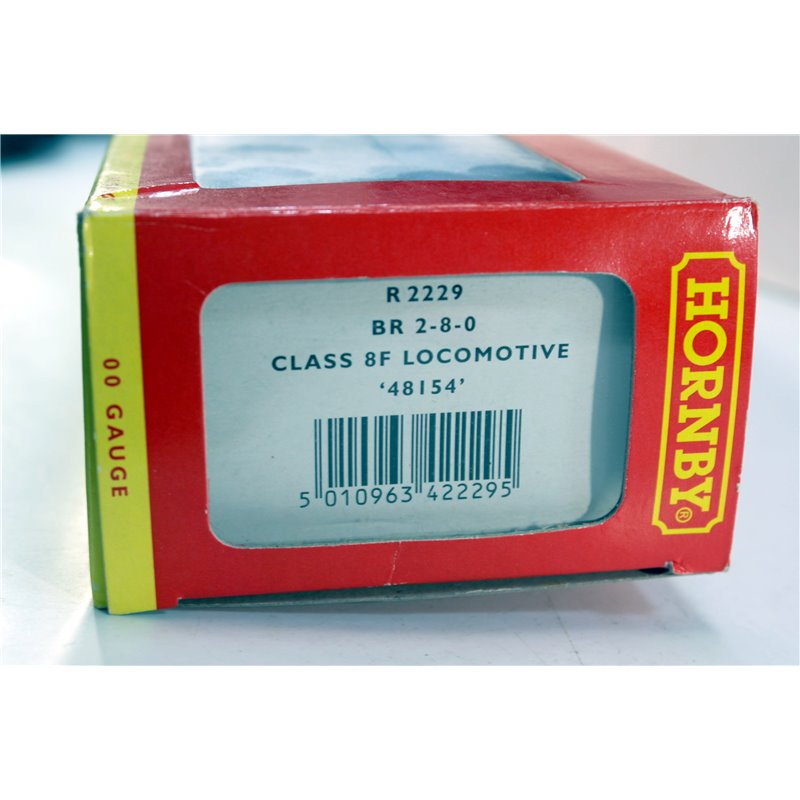 R 2229
BR 2-8-0
CLASS 8F LOCOMOTIVE
‘48154’
5 010963 422295
00 GAUGE
HORNBY®